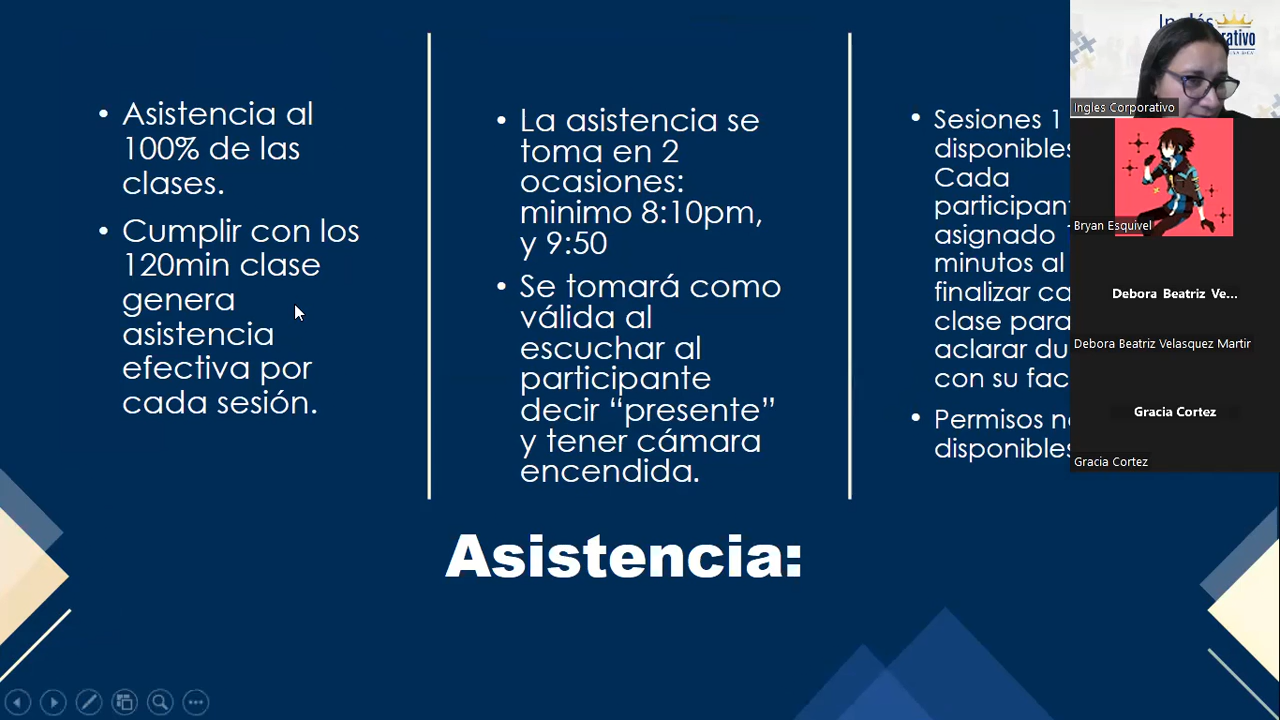 • Asistencia al
100% de las
clases.
• Cumplir con los
120min clase
genera
asistencia
efectiva por
cada sesión.
• La asistencia se
toma en 2
ocasiones:
minimo 8:10pm,
y 9:50
• Se tomará como
válida al
escuchar al
participante
decir “presente”
y tener cámara
encendida.
• Sesiones 1
disponibles
Cada
participan
asignado
minutos al
finalizar ca
clase para
aclarar du
con su fac
• Permisos n
disponibles
Asistencia:
Ingles Corporativo
Bryan Esquivel
Debora Beatriz Ve...
Debora Beatriz Velasquez Martir
Gracia Cortez
Gracia Cortez